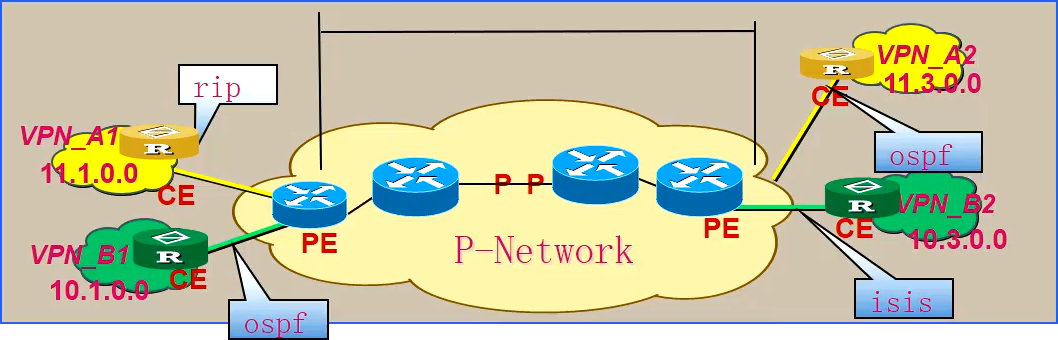 rip
VPN_A1
R
11.1.0.0
CE
VPN_B1
R
CE
10.1.0.0
ospf
PE
P P
P-Network
PE
VPN_A2
R
11.3.0.0
CE
ospf
VPN_B2
R
CE
10.3.0.0
isis